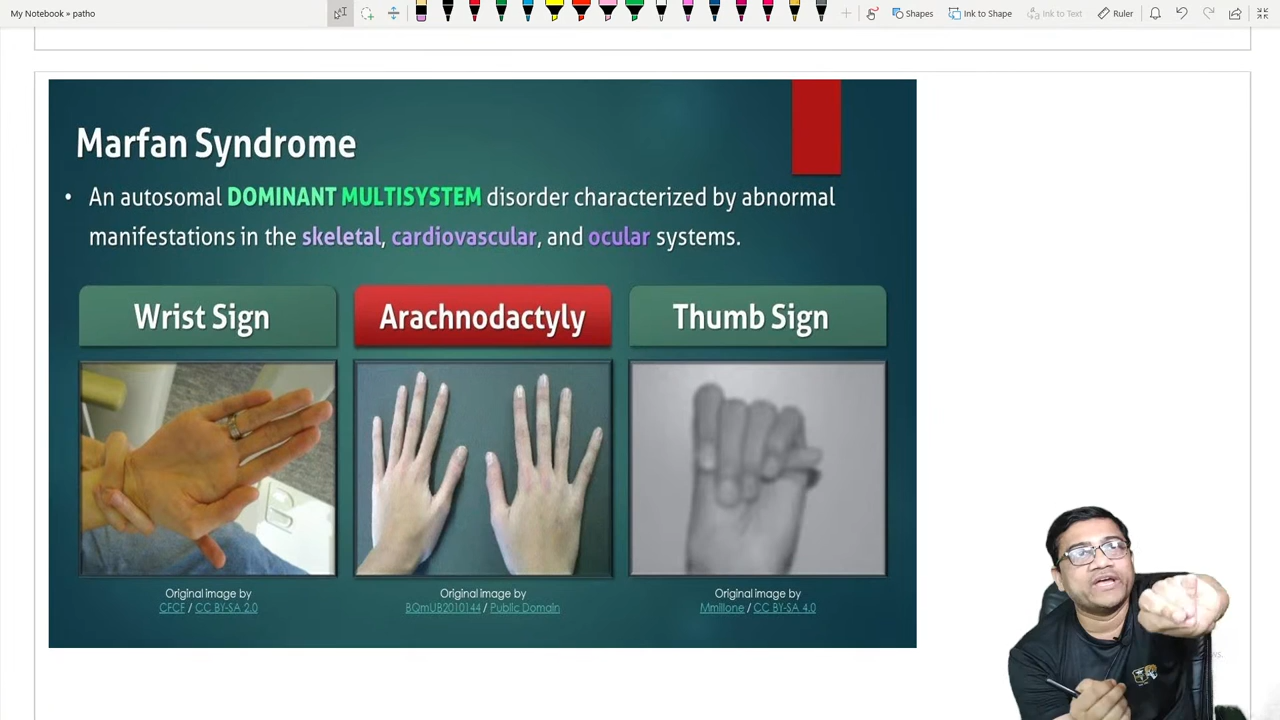 My Notebook » path
Shapes
Ink to Shape
Ink to Text
Ruler
Marfan Syndrome
• An autosomal DOMINANT MULTISYSTEM disorder characterized by abnormal
manifestations in the skeletal, cardiovascular, and ocular systems.
Wrist Sign
Arachnodactyly
Thumb Sign
Original image by
CFCF / CC BY-SA 2.0
Original image by
BQmUB2010144 / Public Domain
Original image by
Mmillone / CC BY-SA 4.0